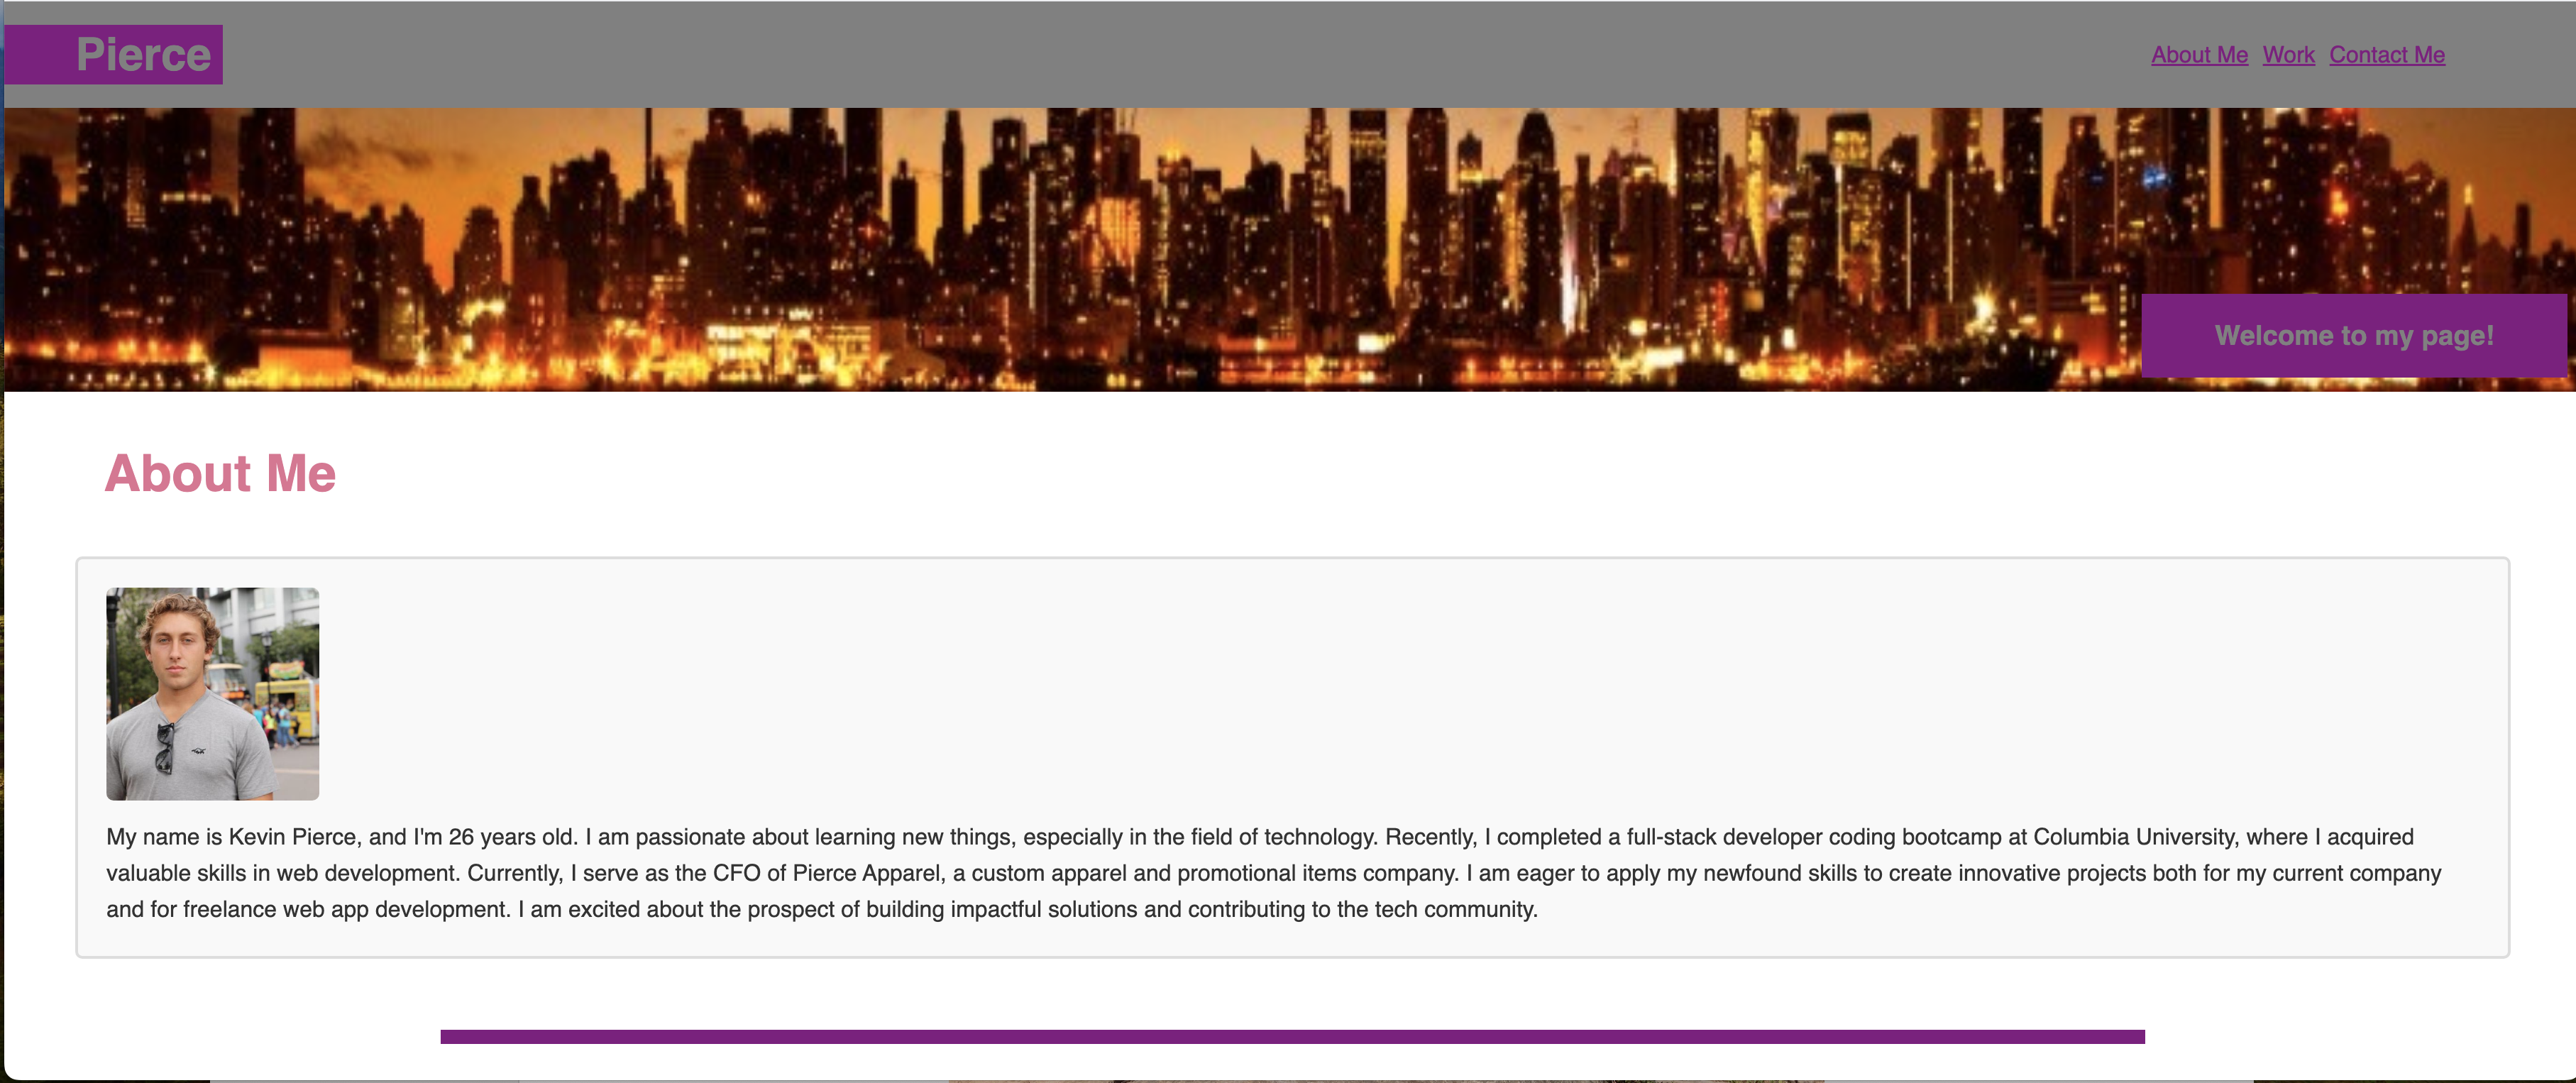 Pierce
About Me Work Contact Me
Welcome to my page!
About Me
My name is Kevin Pierce, and I'm 26 years old. I am passionate about learning new things, especially in the field of technology. Recently, I completed a full-stack developer coding bootcamp at Columbia University, where I acquired
valuable skills in web development. Currently, I serve as the CFO of Pierce Apparel, a custom apparel and promotional items company. I am eager to apply my newfound skills to create innovative projects both for my current company
and for freelance web app development. I am excited about the prospect of building impactful solutions and contributing to the tech community.